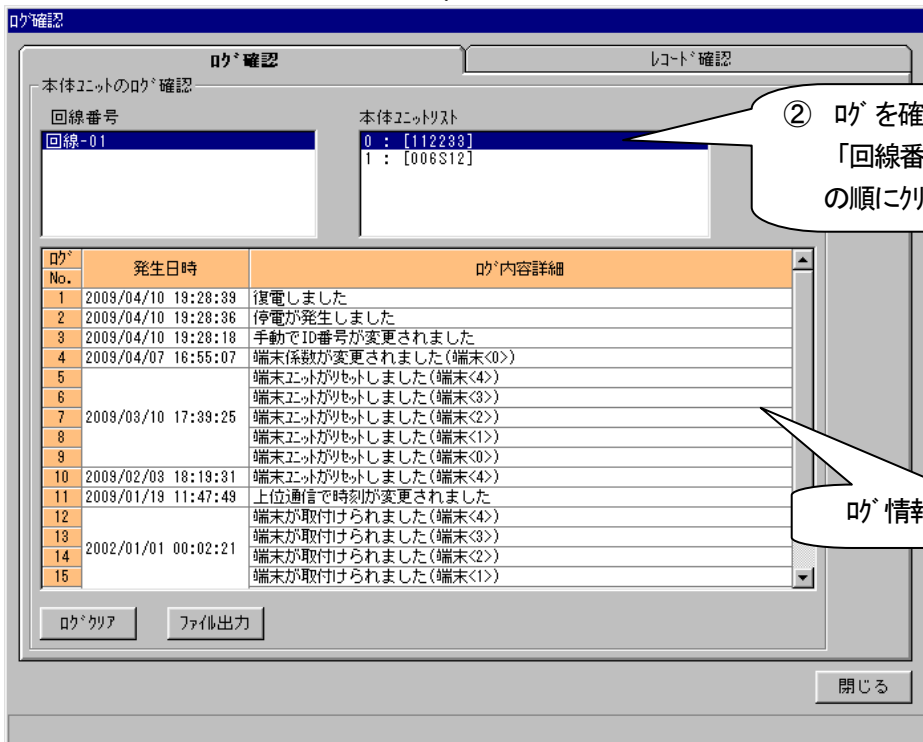 ﾛｸﾞ確認
ﾛｸﾞ確認
ﾚｺｰﾄﾞ確認
本体ﾕﾆｯﾄのﾛｸﾞ確認
回線番号
回線-01
本体ﾕﾆｯﾄﾘｽﾄ
0 : [112233]
1 : [006S12]
② ﾛｸﾞを確
「回線番
の順にｸﾘ
ﾛｸﾞ No. 発生日時 ﾛｸﾞ内容詳細
1 2009/04/10 19:28:39 復電しました
2 2009/04/10 19:28:36 停電が発生しました
3 2009/04/10 19:28:18 手動でID番号が変更されました
4 2009/04/07 16:55:07 端末係数が変更されました(端末<0>)
5 端末ﾕﾆｯﾄがﾘｾｯﾄしました(端末<4>)
6 端末ﾕﾆｯﾄがﾘｾｯﾄしました(端末<3>)
7 2009/03/10 17:39:25 端末ﾕﾆｯﾄがﾘｾｯﾄしました(端末<2>)
8 端末ﾕﾆｯﾄがﾘｾｯﾄしました(端末<1>)
9 端末ﾕﾆｯﾄがﾘｾｯﾄしました(端末<0>)
10 2009/02/03 18:19:31 端末ﾕﾆｯﾄがﾘｾｯﾄしました(端末<4>)
11 2009/01/19 11:47:49 上位通信で時刻が変更されました
12 端末が取付けられました(端末<4>)
13 端末が取付けられました(端末<3>)
2002/01/01 00:02:21
14 端末が取付けられました(端末<2>)
15 端末が取付けられました(端末<1>)
ﾛｸﾞ情報
ﾛｸﾞｸﾘｱ
ﾌｧｲﾙ出力
閉じる